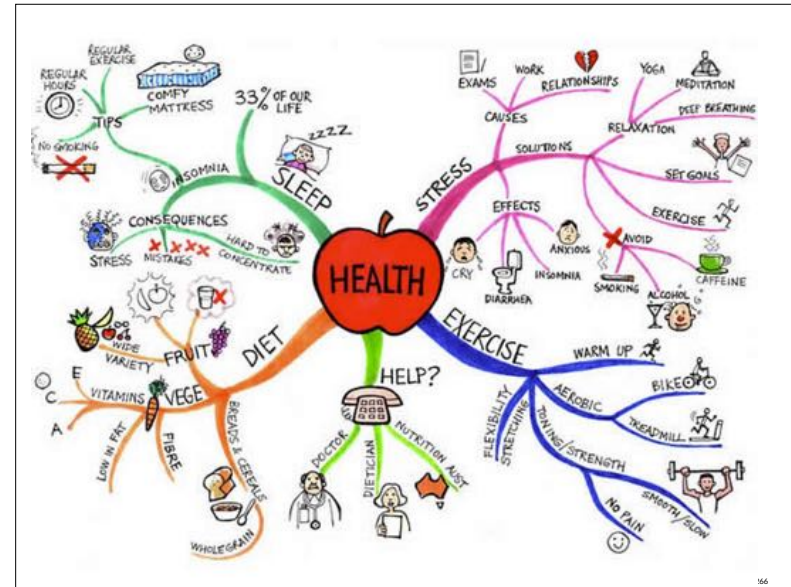 HEALTH
SLEEP
33% OF OUR
LIFE
ZZZZ
INSOMNIA
TIPS
REGULAR
HOURS
REGULAR
EXERCISE
COMFY
MATTRESS
NO SMOKING
CONSEQUENCES
STRESS
MISTAKES
HARD TO
CONCENTRATE
STRESS
CAUSES
EXAMS
WORK
RELATIONSHIPS
SOLUTIONS
RELAXATION
YOGA
MEDITATION
DEEP BREATHING
SET GOALS
EXERCISE
AVOID
SMOKING
ALCOHOL
CAFFEINE
EFFECTS
CRY
DIARRHEA
INSOMNIA
ANXIOUS
EXERCISE
WARM UP
AEROBIC
BIKE
TREADMILL
TONING/STRENGTH
SMOOTH/SLOW
NO PAIN
FLEXIBILITY
STRETCHING
HELP?
DOCTOR
DIETICIAN
NUTRITION AUST
DIET
FRUIT
WIDE
VARIETY
VEGE
VITAMINS
E
C
A
LOW IN FAT
FIBRE
BREADS & CEREALS
WHOLEGRAIN